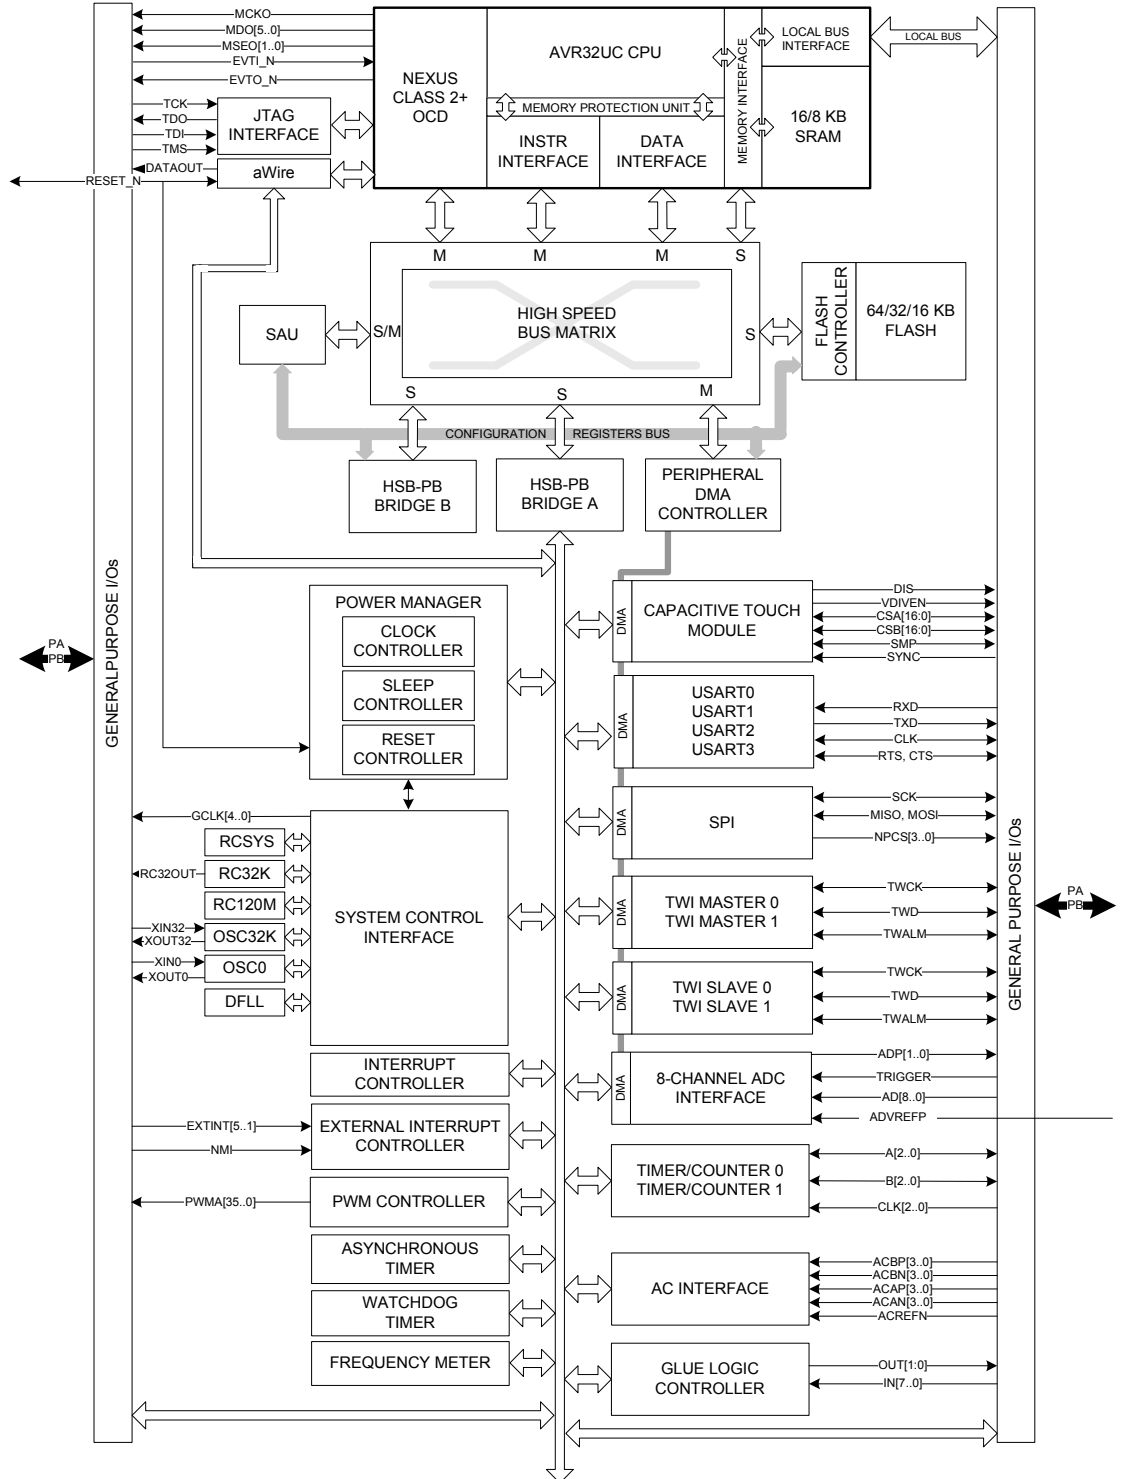 MCKO
MDO[5..0]
MSEO[1..0]
EVTI_N
EVTO_N
TCK
TDO
TDI
TMS
JTAG
INTERFACE
DATAOUT
aWire
RESET_N
NEXUS
CLASS 2+
OCD
AVR32UC CPU
MEMORY PROTECTION UNIT
INSTR
INTERFACE
DATA
INTERFACE
MEMORY INTERFACE
LOCAL BUS
INTERFACE
16/8 KB
SRAM
LOCAL BUS
M
M
M
S
SAU
S/M
HIGH SPEED
BUS MATRIX
S
FLASH
CONTROLLER
64/32/16 KB
FLASH
S
S
M
CONFIGURATION
REGISTERS BUS
HSB-PB
BRIDGE B
HSB-PB
BRIDGE A
PERIPHERAL
DMA
CONTROLLER
GENERALPURPOSE I/Os
PA
PB
POWER MANAGER
CLOCK
CONTROLLER
SLEEP
CONTROLLER
RESET
CONTROLLER
GCLK[4..0]
RCSYS
RC32OUT
RC32K
RC120M
XIN32
XOUT32
OSC32K
XIN0
XOUT0
OSC0
DFLL
SYSTEM CONTROL
INTERFACE
INTERRUPT
CONTROLLER
EXTINT[5..1]
NMI
EXTERNAL INTERRUPT
CONTROLLER
PWMA[35..0]
PWM CONTROLLER
ASYNCHRONOUS
TIMER
WATCHDOG
TIMER
FREQUENCY METER
DMA
CAPACITIVE TOUCH
MODULE
DIS
VDIVEN
CSA[16:0]
CSB[16:0]
SMP
SYNC
DMA
USART0
USART1
USART2
USART3
RXD
TXD
CLK
RTS, CTS
DMA
SPI
SCK
MISO, MOSI
NPCS[3..0]
DMA
TWI MASTER 0
TWI MASTER 1
TWCK
TWD
TWALM
DMA
TWI SLAVE 0
TWI SLAVE 1
TWCK
TWD
TWALM
DMA
8-CHANNEL ADC
INTERFACE
ADP[1..0]
TRIGGER
AD[8..0]
ADVREFP
TIMER/COUNTER 0
TIMER/COUNTER 1
A[2..0]
B[2..0]
CLK[2..0]
AC INTERFACE
ACBP[3..0]
ACBN[3..0]
ACAP[3..0]
ACAN[3..0]
ACREFN
GLUE LOGIC
CONTROLLER
OUT[1:0]
IN[7..0]
GENERAL PURPOSE I/Os
PA
PB